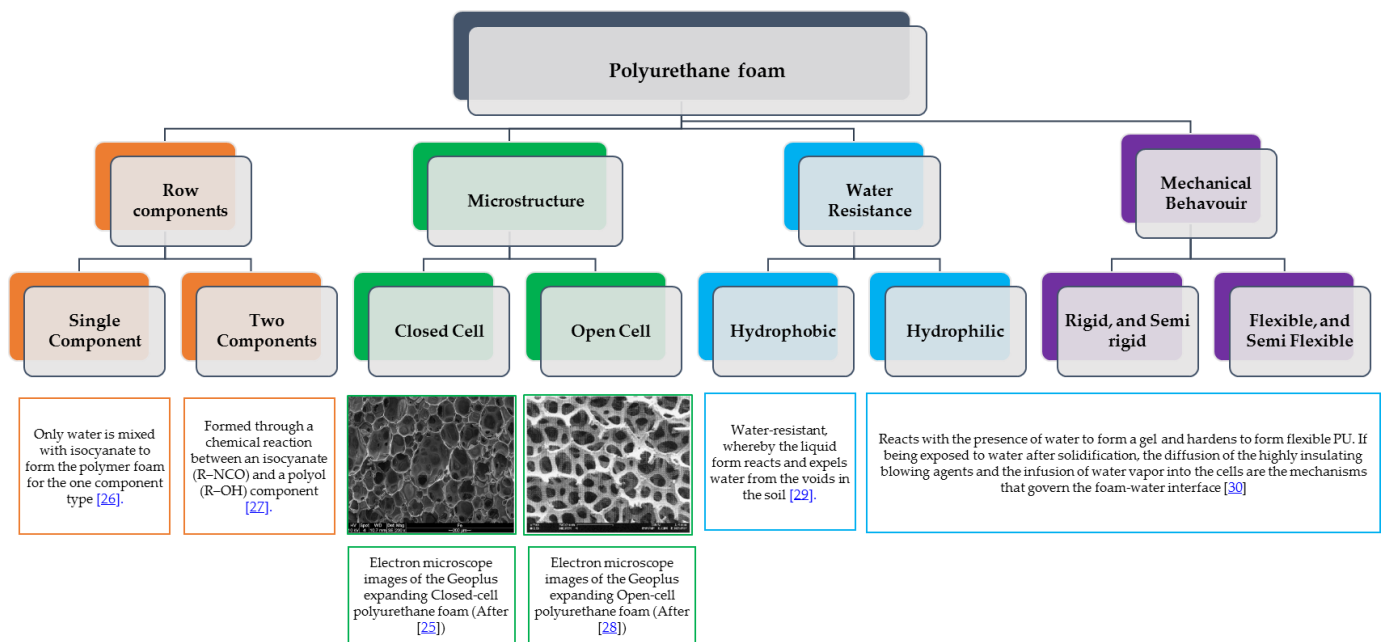 Polyurethane foam
Row
components
Microstructure
Water
Resistance
Mechanical
Behavouir
Single
Component
Two
Components
Closed Cell
Open Cell
Hydrophobic
Hydrophilic
Rigid, and Semi
rigid
Flexible, and
Semi Flexible
Only water is mixed
with isocyanate to
form the polymer foam
for the one component
type [26].
Formed through a
chemical reaction
between an isocyanate
(R–NCO) and a polyol
(R–OH) component
[27].
Water-resistant,
whereby the liquid
form reacts and expels
water from the voids in
the soil [29].
Reacts with the presence of water to form a gel and hardens to form flexible PU. If
being exposed to water after solidification, the diffusion of the highly insulating
blowing agents and the infusion of water vapor into the cells are the mechanisms
that govern the foam-water interface [30]
Electron microscope
images of the Geoplus
expanding Closed-cell
polyurethane foam (After
[25])
Electron microscope
images of the Geoplus
expanding Open-cell
polyurethane foam (After
[28])